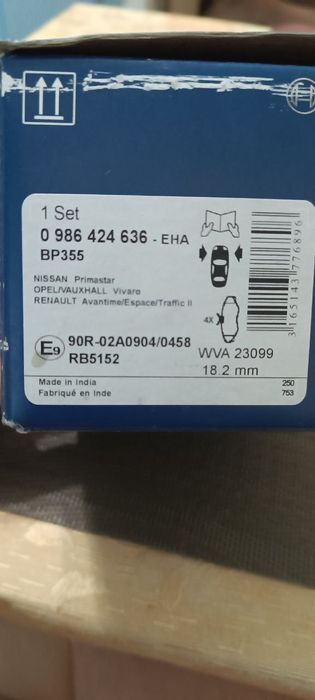 1 Set
0 986 424 636 - EHA
BP355
NISSAN Primastar
OPEL/VAUXHALL Vivaro
RENAULT Avantime/Espace/Traffic II
4X
E9
90R-02A0904/0458
RB5152
WVA 23099
18.2 mm
3165143776896
Made in India
Fabriqué en Inde
250
753